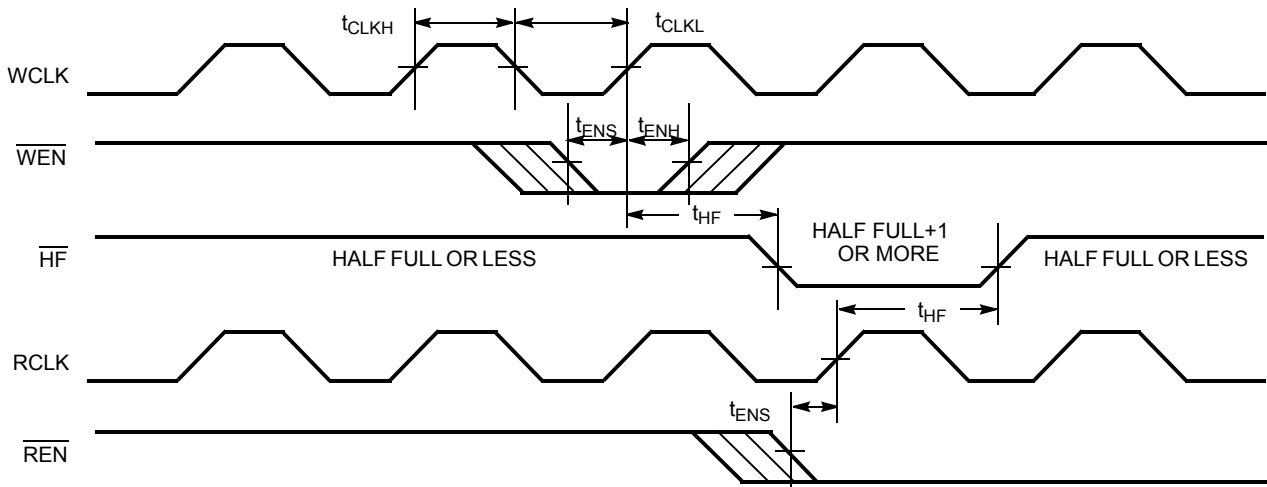 tCLKH
tCLKL
WCLK
tENS
tENH
WEN
tHF
HALF FULL+1
OR MORE
HF
HALF FULL OR LESS
HALF FULL OR LESS
tHF
RCLK
tENS
REN